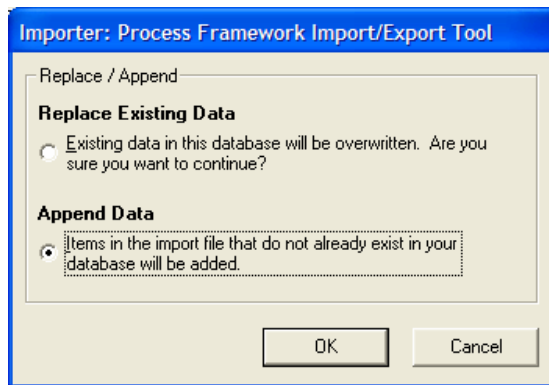 Importer: Process Framework Import/Export Tool
Replace / Append
Replace Existing Data
Existing data in this database will be overwritten. Are you
sure you want to continue?
Append Data
Items in the import file that do not already exist in your
database will be added.
OK
Cancel